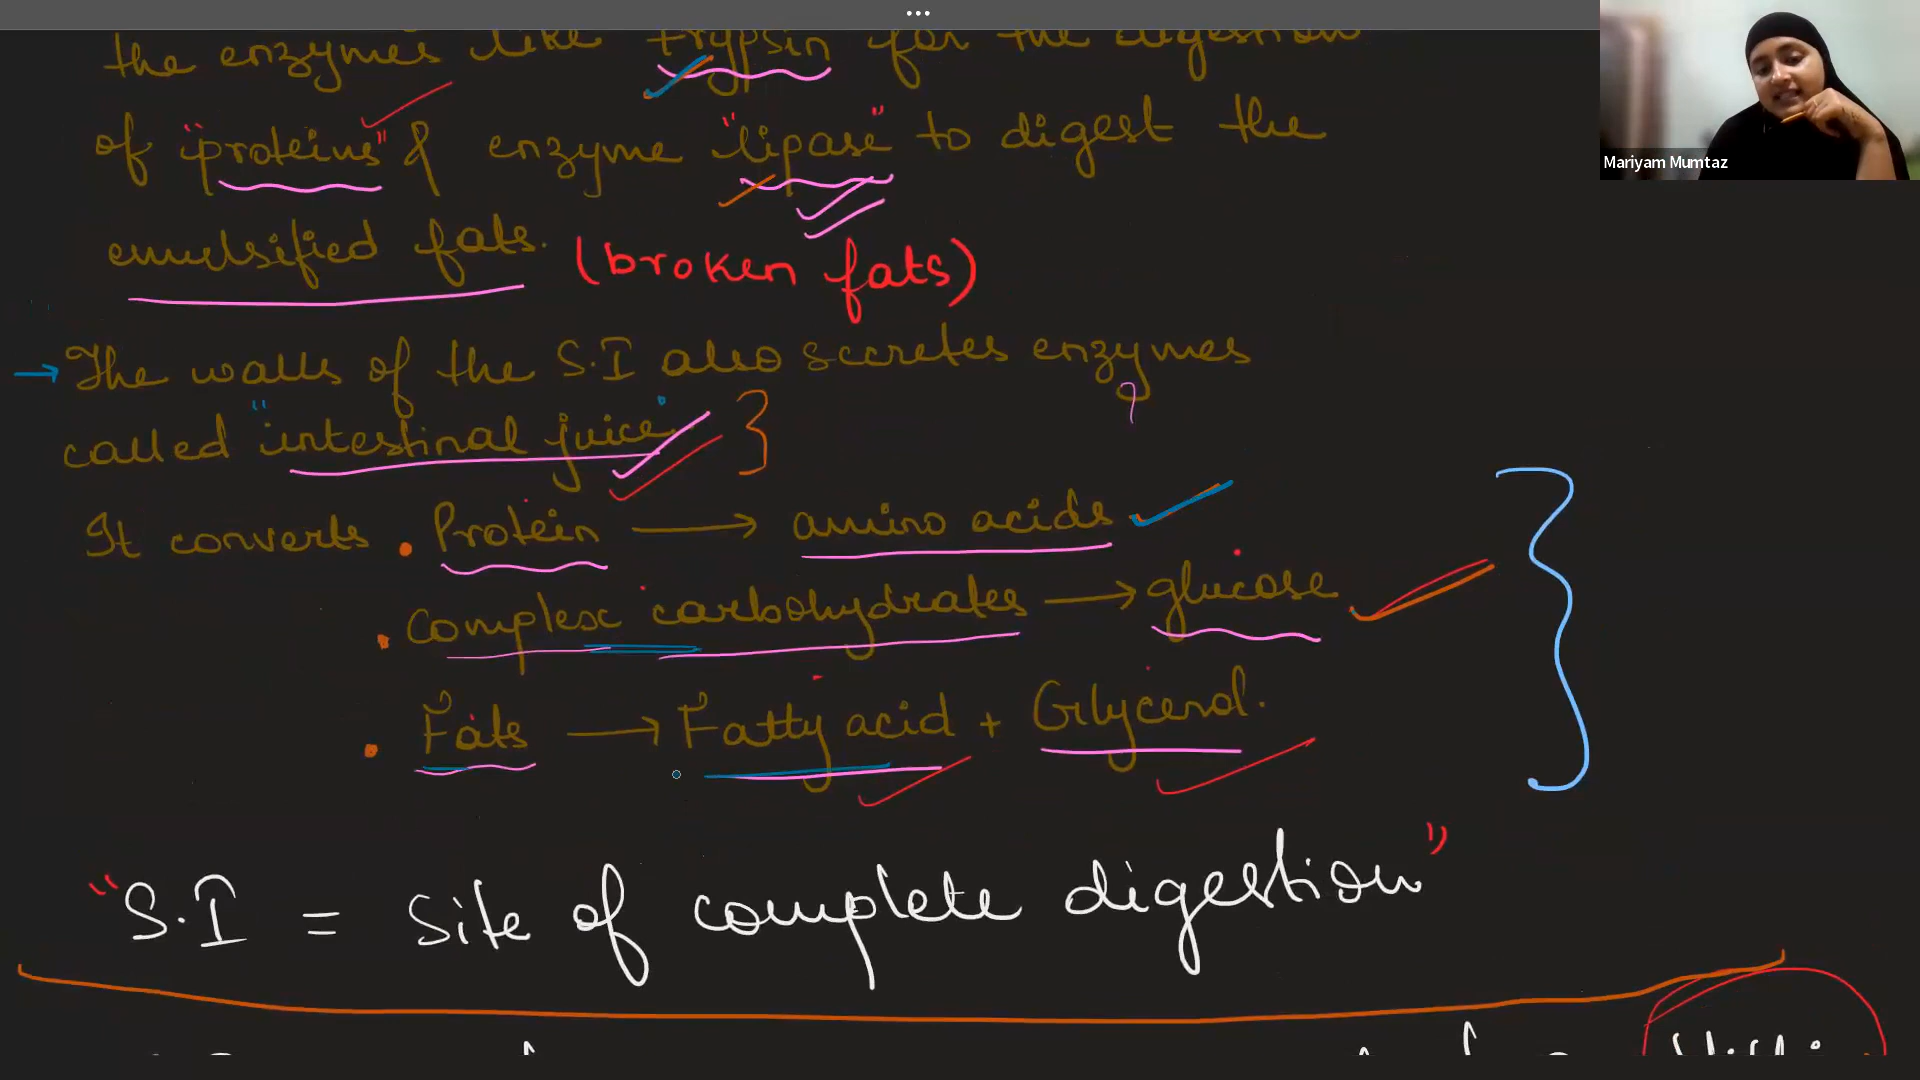 the enzymes like trypsin for the digestion
of "proteins" & enzyme "lipase" to digest the
emulsified fats. (broken fats)
→ The walls of the S.I also secretes enzymes
called "intestinal juice"
It converts • Protein → amino acids
• Complex carbohydrates → glucose
• Fats → Fatty acid + Glycerol.
"S.I = Site of complete digestion"
Mariyam Mumtaz